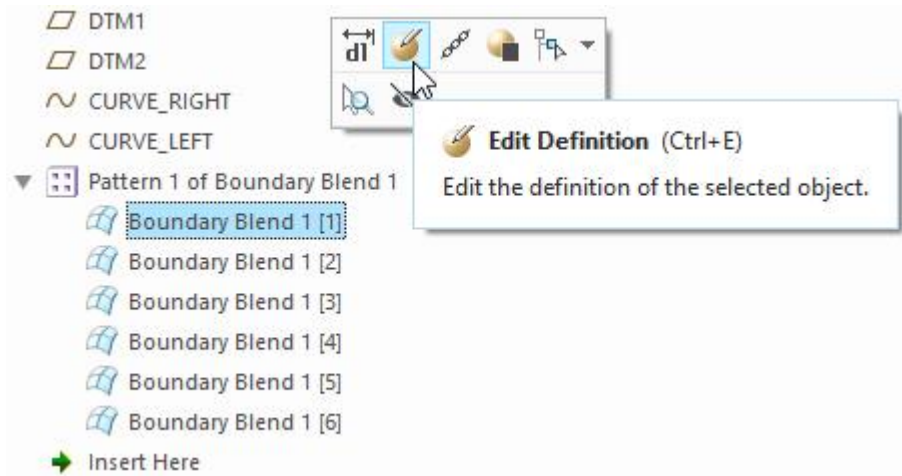 DTM1
DTM2
CURVE_RIGHT
CURVE_LEFT
Pattern 1 of Boundary Blend 1
Boundary Blend 1 [1]
Boundary Blend 1 [2]
Boundary Blend 1 [3]
Boundary Blend 1 [4]
Boundary Blend 1 [5]
Boundary Blend 1 [6]
Insert Here
d1
Edit Definition (Ctrl+E)
Edit the definition of the selected object.